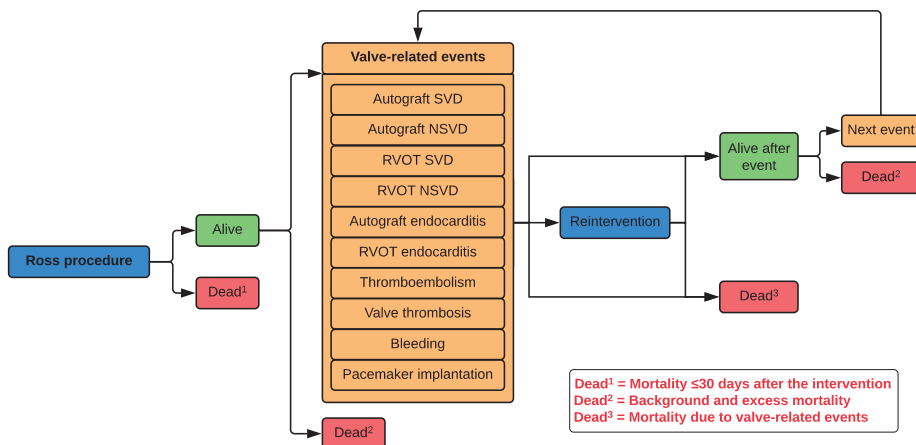 Valve-related events
Autograft SVD
Autograft NSVD
RVOT SVD
RVOT NSVD
Autograft endocarditis
RVOT endocarditis
Thromboembolism
Valve thrombosis
Bleeding
Pacemaker implantation
Ross procedure
Alive
Dead¹
Dead²
Reintervention
Alive after
event
Dead³
Next event
Dead²
Dead¹ = Mortality ≤30 days after the intervention
Dead² = Background and excess mortality
Dead³ = Mortality due to valve-related events